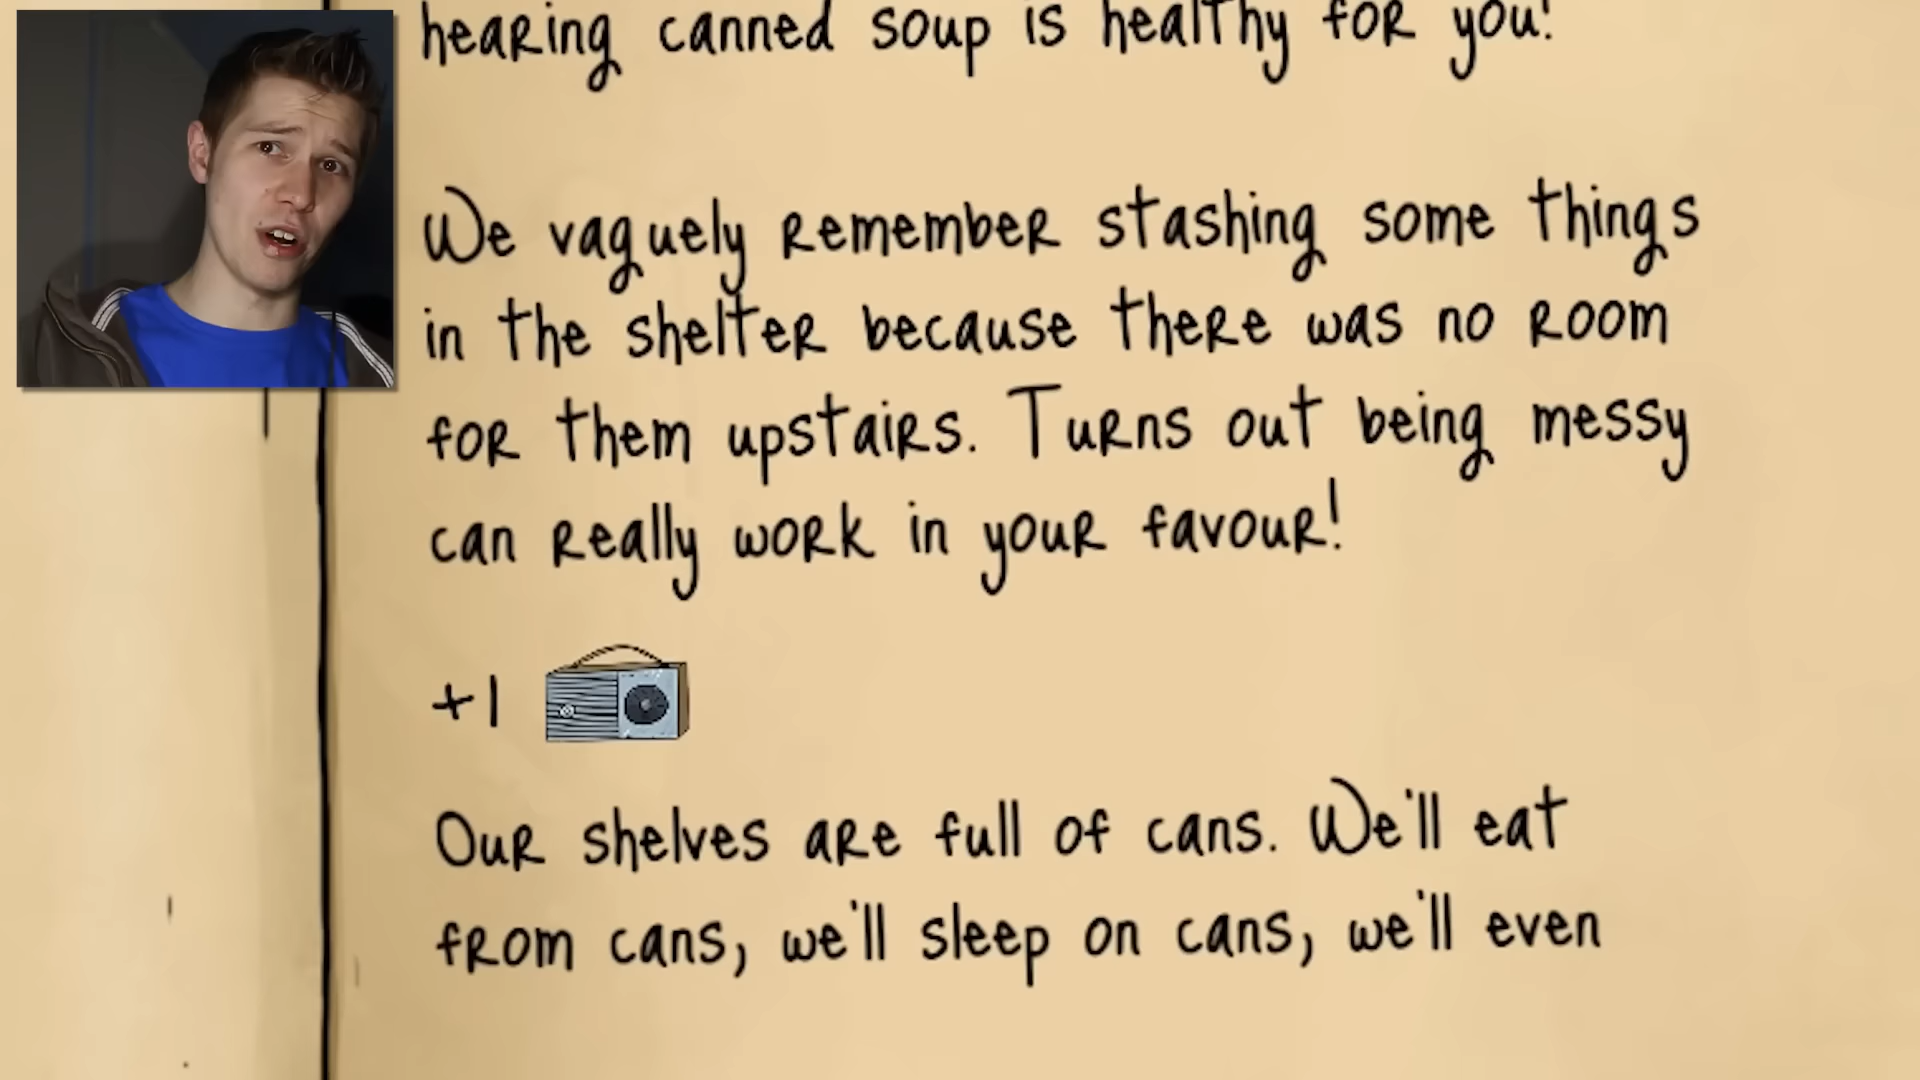 hearing canned soup is healthy for you!
We vaguely remember stashing some things
in the shelter because there was no room
for them upstairs. Turns out being messy
can really work in your favour!
+1
Our shelves are full of cans. We'll eat
from cans, we'll sleep on cans, we'll even